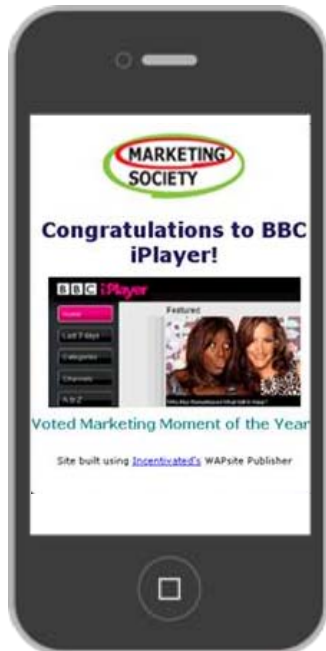 MARKETING
SOCIETY
Congratulations to BBC
iPlayer!
BBC iPlayer
Home
Featured
Last 7 days
Categories
Channels
A to Z
Voted Marketing Moment of the Year
Site built using Incentivated's WAPsite Publisher